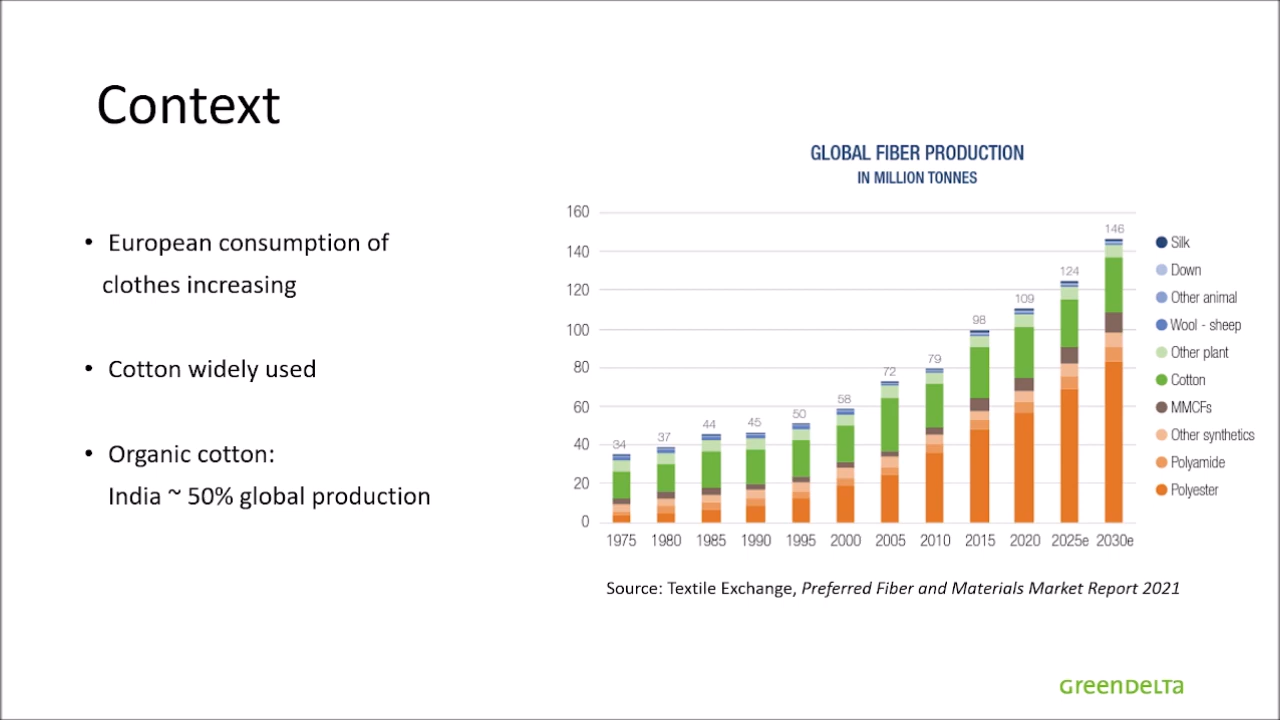 Context
• European consumption of
clothes increasing
• Cotton widely used
• Organic cotton:
India ~ 50% global production
GLOBAL FIBER PRODUCTION
IN MILLION TONNES
160
140
120
100
80
60
40
20
0
34
37
44
45
50
58
72
79
98
109
124
146
1975 1980 1985 1990 1995 2000 2005 2010 2015 2020 2025e 2030e
Silk
Down
Other animal
Wool - sheep
Other plant
Cotton
MMCFs
Other synthetics
Polyamide
Polyester
Source: Textile Exchange, Preferred Fiber and Materials Market Report 2021
GreenDelta